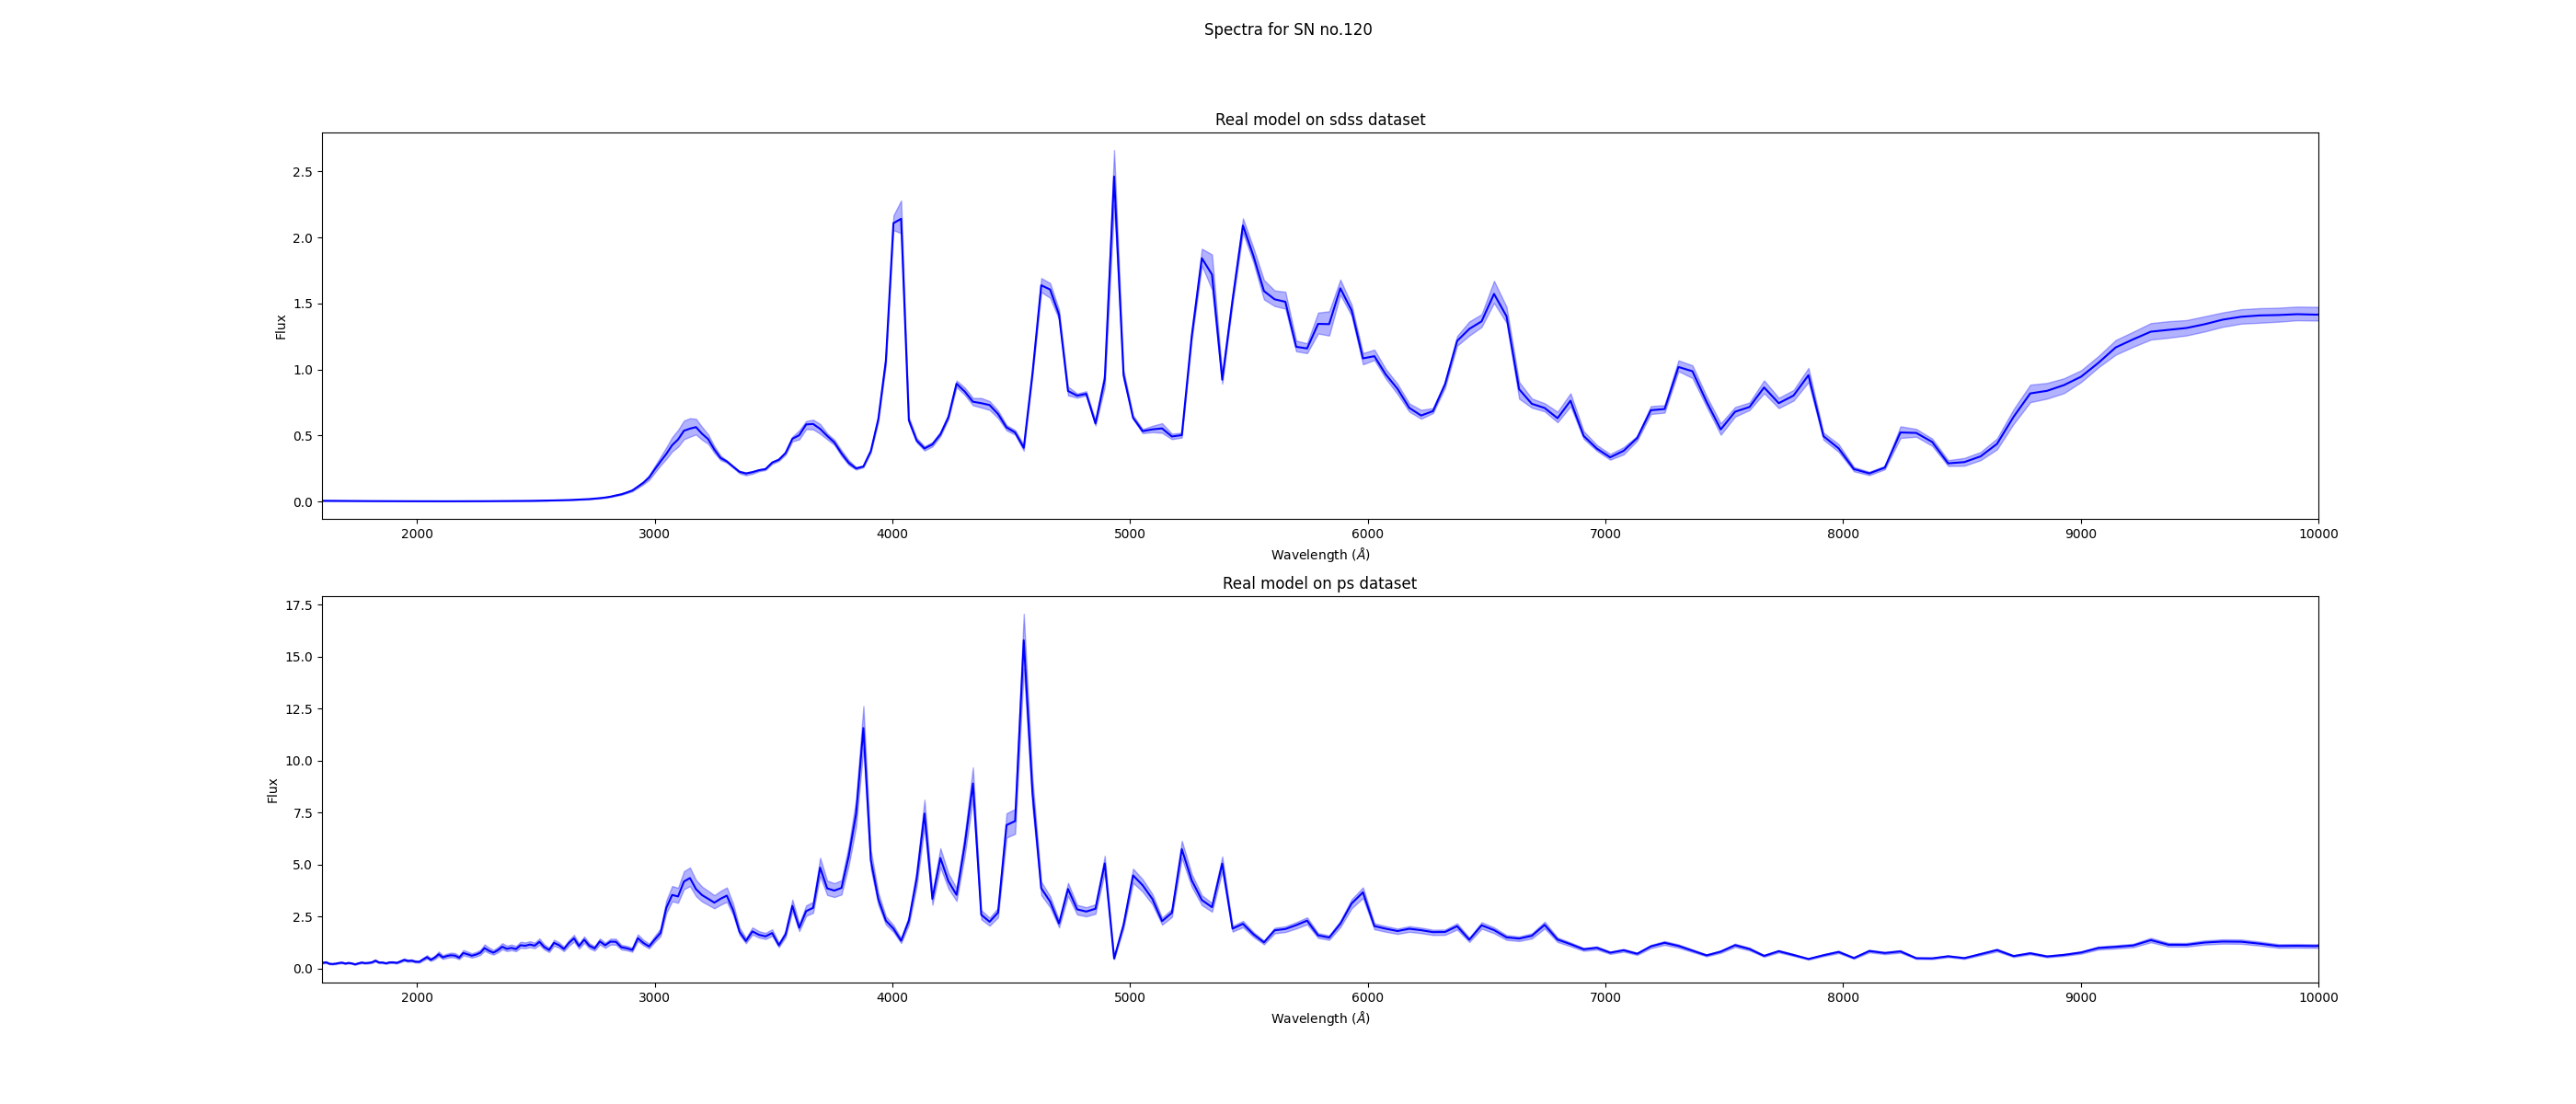 Spectra for SN no.120
Real model on sdss dataset
Flux
2.5
2.0
1.5
1.0
0.5
0.0
2000 3000 4000 5000 6000 7000 8000 9000 10000
Wavelength (Å)
Real model on ps dataset
Flux
17.5
15.0
12.5
10.0
7.5
5.0
2.5
0.0
2000 3000 4000 5000 6000 7000 8000 9000 10000
Wavelength (Å)